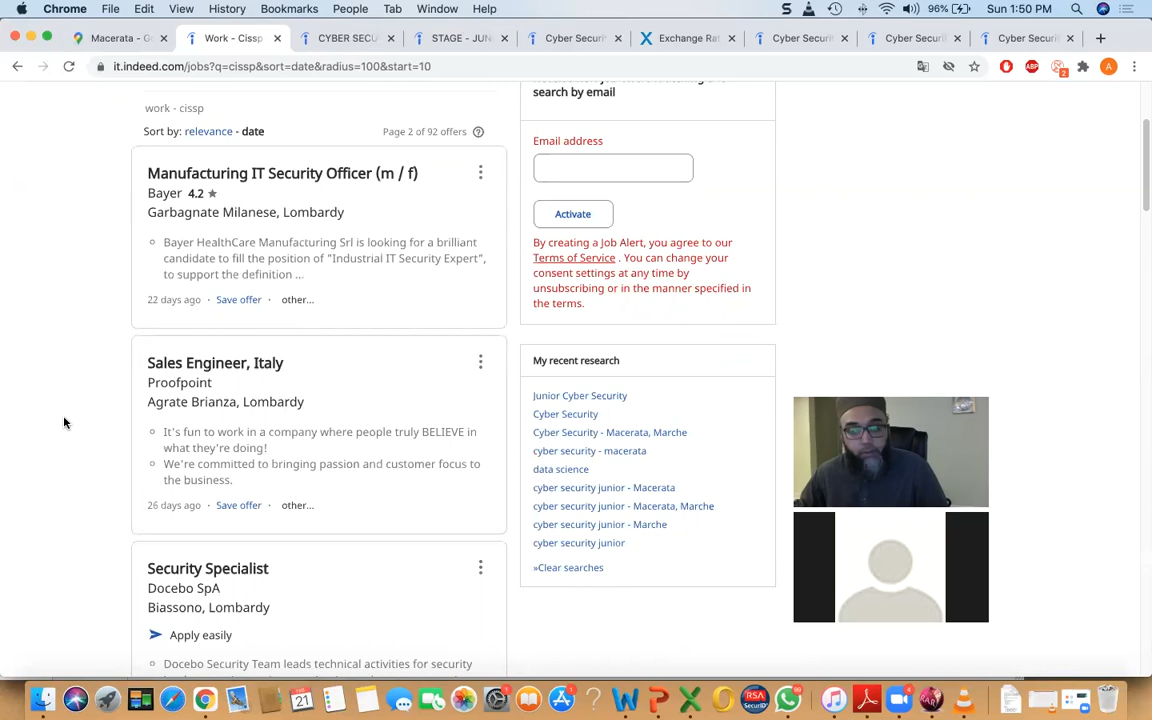 Chrome File Edit View History Bookmarks People Tab Window Help 96% Sun 1:50 PM
Macerata - Go Work - Cissp CYBER SECU STAGE - JUN Cyber Securi Exchange Ra Cyber Securi Cyber Securi Cyber Securi
it.indeed.com/jobs?q=cissp&sort=date&radius=100&start=10
work - cissp
Sort by: relevance - date Page 2 of 92 offers
Manufacturing IT Security Officer (m / f)
Bayer 4.2
Garbagnate Milanese, Lombardy
Bayer HealthCare Manufacturing Srl is looking for a brilliant
candidate to fill the position of "Industrial IT Security Expert",
to support the definition ...
22 days ago · Save offer · other...
Sales Engineer, Italy
Proofpoint
Agrate Brianza, Lombardy
It's fun to work in a company where people truly BELIEVE in
what they're doing!
We're committed to bringing passion and customer focus to
the business.
26 days ago · Save offer · other...
Security Specialist
Docebo SpA
Biassono, Lombardy
Apply easily
Docebo Security Team leads technical activities for security
search by email
Email address
Activate
By creating a Job Alert, you agree to our
Terms of Service . You can change your
consent settings at any time by
unsubscribing or in the manner specified in
the terms.
My recent research
Junior Cyber Security
Cyber Security
Cyber Security - Macerata, Marche
cyber security - macerata
data science
cyber security junior - Macerata
cyber security junior - Macerata, Marche
cyber security junior - Marche
cyber security junior
»Clear searches